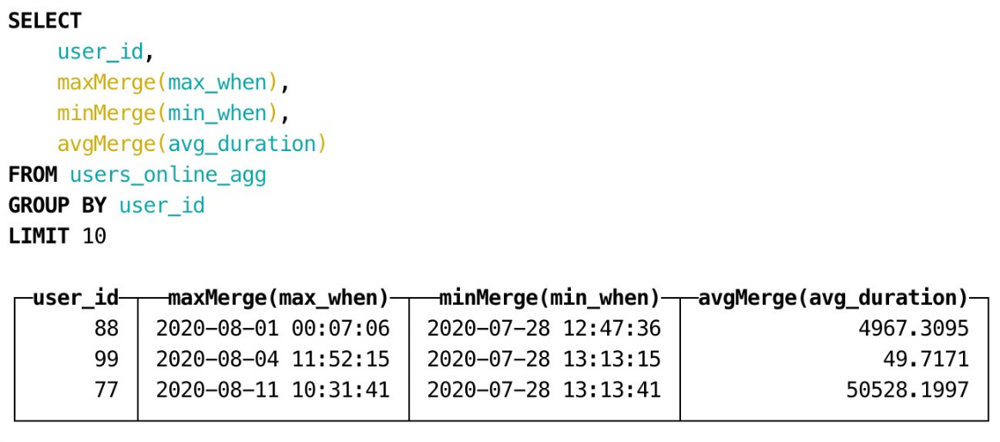 SELECT
user_id,
maxMerge(max_when),
minMerge(min_when),
avgMerge(avg_duration)
FROM users_online_agg
GROUP BY user_id
LIMIT 10
user_id maxMerge(max_when) minMerge(min_when) avgMerge(avg_duration)
88 2020-08-01 00:07:06 2020-07-28 12:47:36 4967.3095
99 2020-08-04 11:52:15 2020-07-28 13:13:15 49.7171
77 2020-08-11 10:31:41 2020-07-28 13:13:41 50528.1997